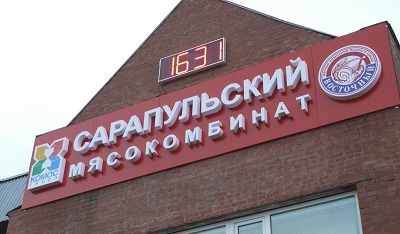 16:31
САРАПУЛЬСКИЙ
МЯСОКОМБИНАТ
КОМОС
ВОСТОЧНЫЙ